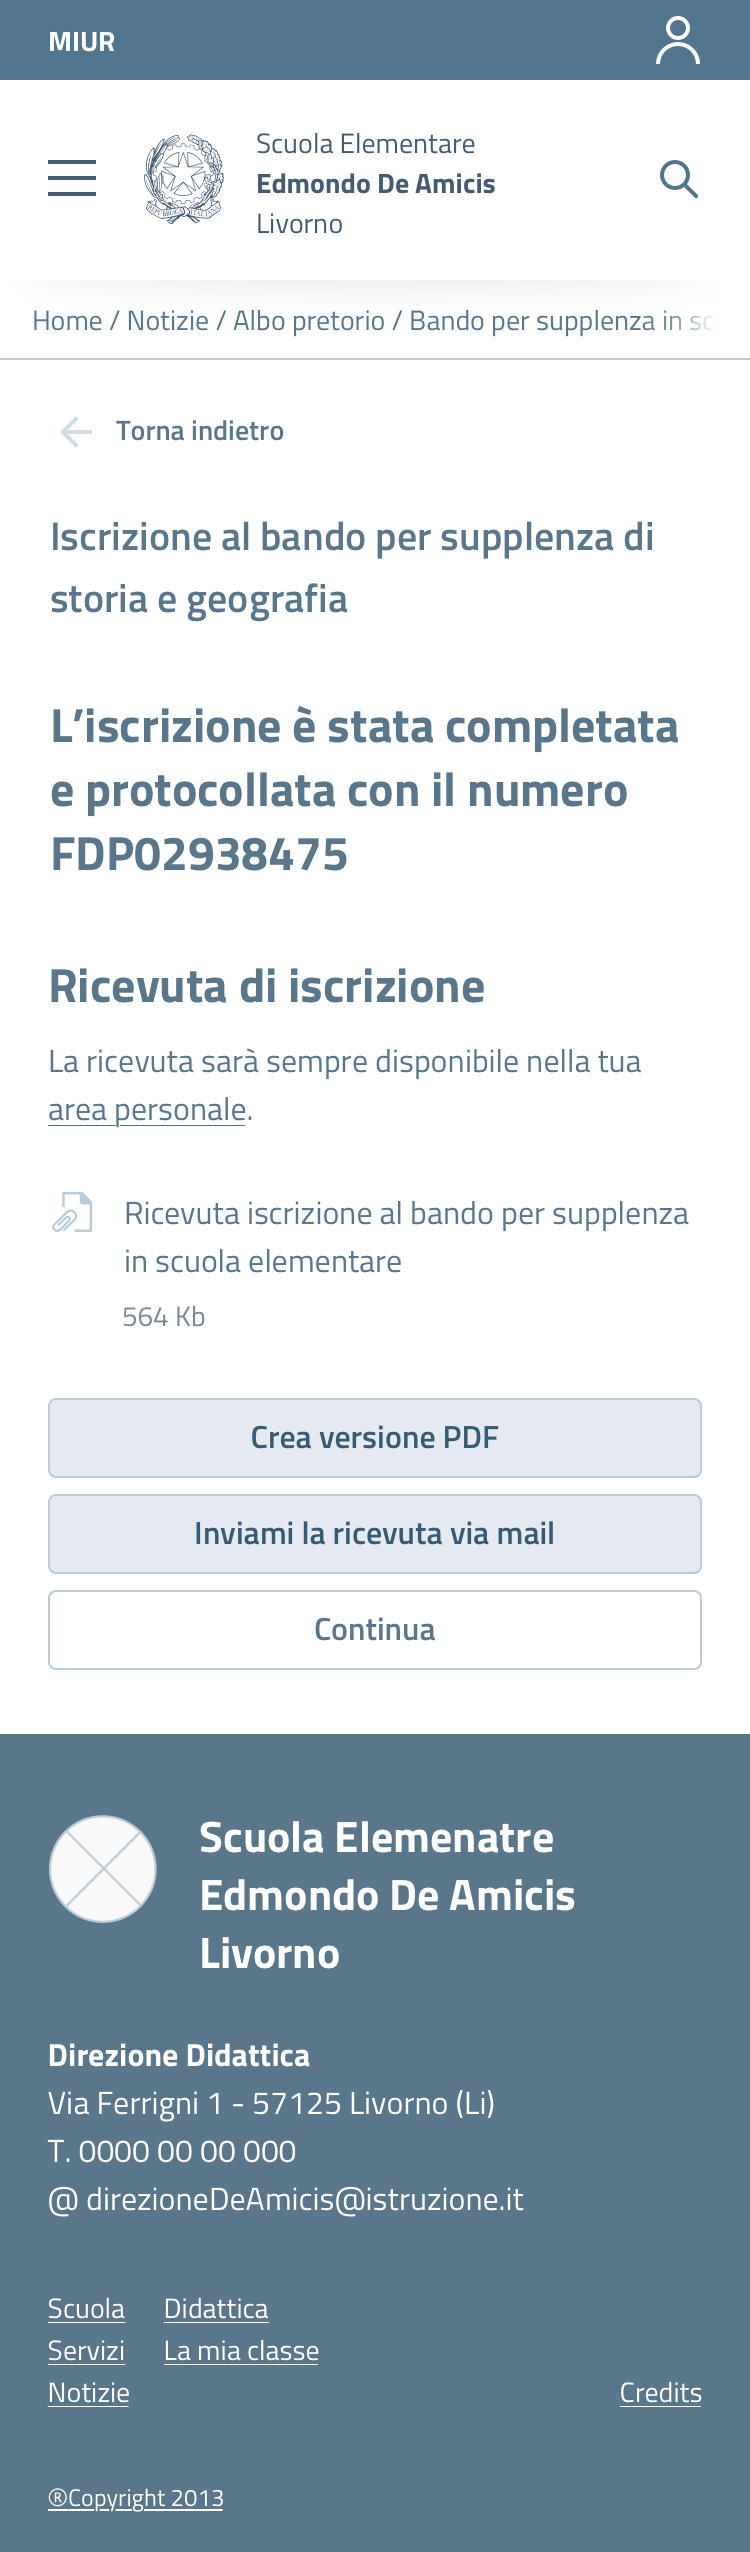 MIUR
Scuola Elementare
Edmondo De Amicis
Livorno
Home / Notizie / Albo pretorio / Bando per supplenza in sc
Torna indietro
Iscrizione al bando per supplenza di
storia e geografia
L’iscrizione è stata completata
e protocollata con il numero
FDP02938475
Ricevuta di iscrizione
La ricevuta sarà sempre disponibile nella tua
area personale.
Ricevuta iscrizione al bando per supplenza
in scuola elementare
564 Kb
Crea versione PDF
Inviami la ricevuta via mail
Continua
Scuola Elemenatre
Edmondo De Amicis
Livorno
Direzione Didattica
Via Ferrigni 1 - 57125 Livorno (Li)
T. 0000 00 00 000
@ direzioneDeAmicis@istruzione.it
Scuola Didattica
Servizi La mia classe
Notizie Credits
®Copyright 2013